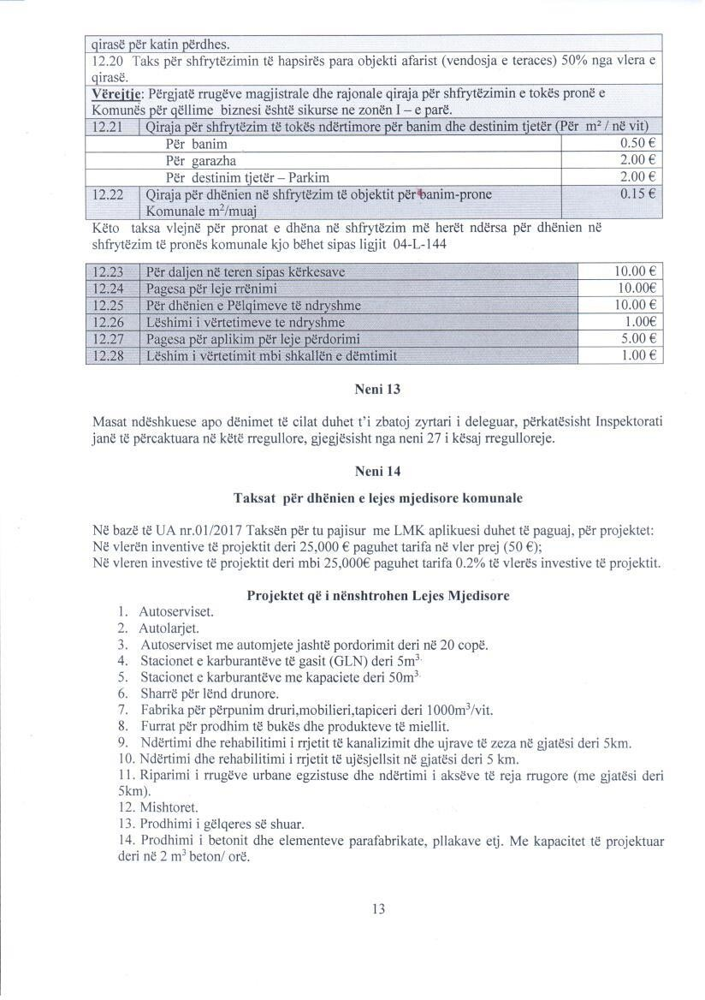 qirasë për katin përdhes.
12.20 Taks për shfrytëzimin të hapsirës para objekti afarist (vendosja e teraces) 50% nga vlera e
qirasë.
Vërejtje: Përgjatë rrugëve magjistrale dhe rajonale qiraja për shfrytëzimin e tokës pronë e
Komunës për qëllime biznesi është sikurse ne zonën I – e parë.
12.21 Qiraja për shfrytëzim të tokës ndërtimore për banim dhe destinim tjetër (Për m² / në vit)
Për banim 0.50 €
Për garazha 2.00 €
Për destinim tjetër – Parkim 2.00 €
12.22 Qiraja për dhënien në shfrytëzim të objektit për banim-prone 0.15 €
Komunale m²/muaj
Këto taksa vlejnë për pronat e dhëna në shfrytëzim më herët ndërsa për dhënien në
shfrytëzim të pronës komunale kjo bëhet sipas ligjit 04-L-144
12.23 Për daljen në teren sipas kërkesave 10.00 €
12.24 Pagesa për leje rrënimi 10.00€
12.25 Për dhënien e Pëlqimeve të ndryshme 10.00 €
12.26 Lëshimi i vërtetimeve te ndryshme 1.00€
12.27 Pagesa për aplikim për leje përdorimi 5.00 €
12.28 Lëshim i vërtetimit mbi shkallën e dëmtimit 1.00 €
Neni 13
Masat ndëshkuese apo dënimet të cilat duhet t'i zbatoj zyrtari i deleguar, përkatësisht Inspektorati
janë të përcaktuara në këtë rregullore, gjegjësisht nga neni 27 i kësaj rregulloreje.
Neni 14
Taksat për dhënien e lejes mjedisore komunale
Në bazë të UA nr.01/2017 Taksën për tu pajisur me LMK aplikuesi duhet të paguaj, për projektet:
Në vlerën inventive të projektit deri 25,000 € paguhet tarifa në vler prej (50 €);
Në vleren investive të projektit deri mbi 25,000€ paguhet tarifa 0.2% të vlerës investive të projektit.
Projektet që i nënshtrohen Lejes Mjedisore
1. Autoserviset.
2. Autolarjet.
3. Autoserviset me automjete jashtë pordorimit deri në 20 copë.
4. Stacionet e karburantëve të gasit (GLN) deri 5m³
5. Stacionet e karburantëve me kapaciete deri 50m³
6. Sharrë për lënd drunore.
7. Fabrika për përpunim druri,mobilieri,tapiceri deri 1000m³/vit.
8. Furrat për prodhim të bukës dhe produkteve të miellit.
9. Ndërtimi dhe rehabilitimi i rrjetit të kanalizimit dhe ujrave të zeza në gjatësi deri 5km.
10. Ndërtimi dhe rehabilitimi i rrjetit të ujësjellsit në gjatësi deri 5 km.
11. Riparimi i rrugëve urbane egzistuse dhe ndërtimi i aksëve të reja rrugore (me gjatësi deri
5km).
12. Mishtoret.
13. Prodhimi i gëlqeres së shuar.
14. Prodhimi i betonit dhe elementeve parafabrikate, pllakave etj. Me kapacitet të projektuar
deri në 2 m³ beton/ orë.
13